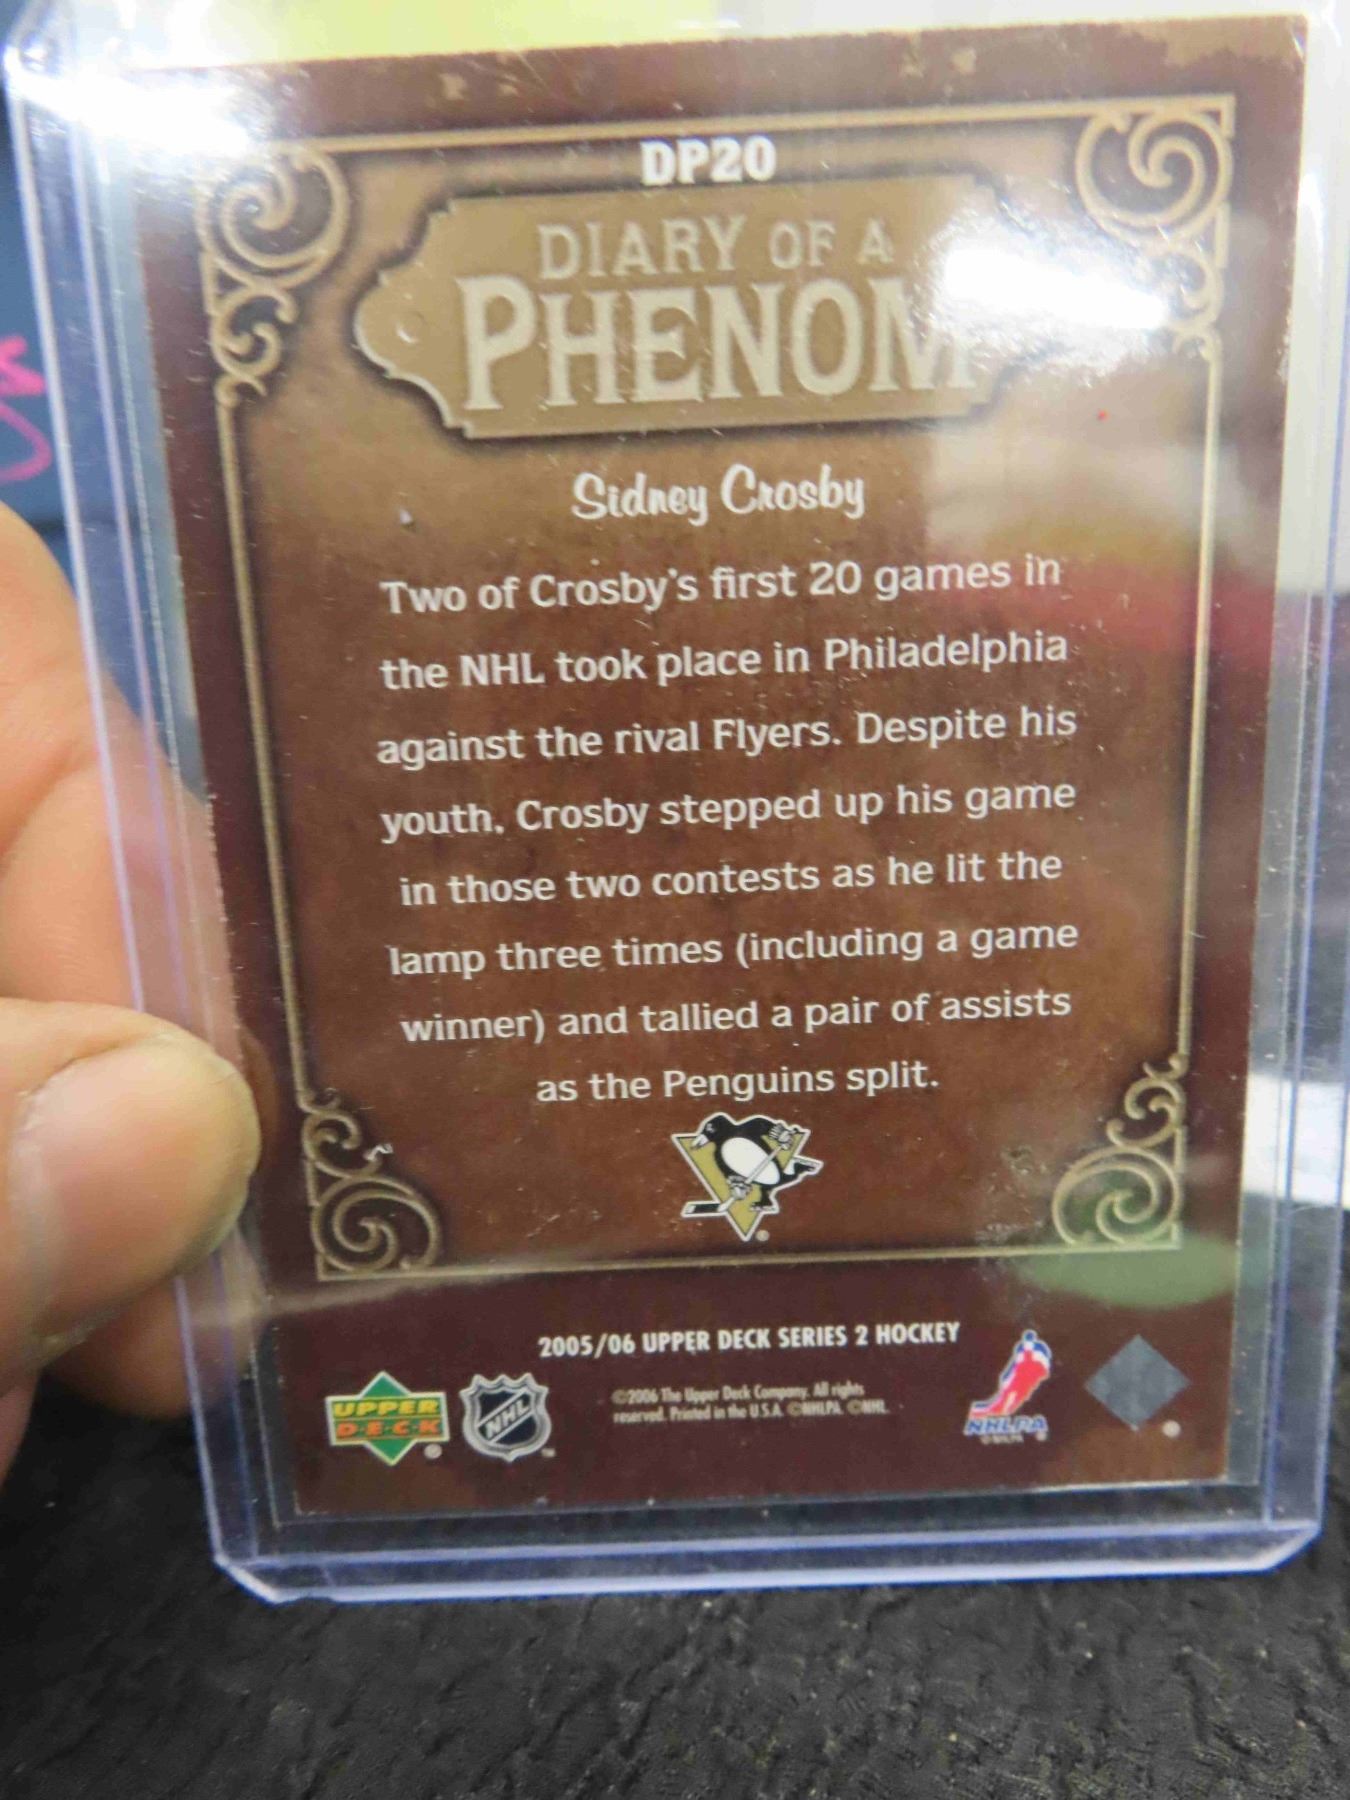 DP20
DIARY OF A
PHENOM
Sidney Crosby
Two of Crosby's first 20 games in
the NHL took place in Philadelphia
against the rival Flyers. Despite his
youth, Crosby stepped up his game
in those two contests as he lit the
lamp three times (including a game
winner) and tallied a pair of assists
as the Penguins split.
®
2005/06 UPPER DECK SERIES 2 HOCKEY
UPPER
D·E·C·K
®
NHL
™
©2006 The Upper Deck Company. All rights
reserved. Printed in the U.S.A. ©NHLPA. ©NHL.
NHLPA
©NHLPA
®
®